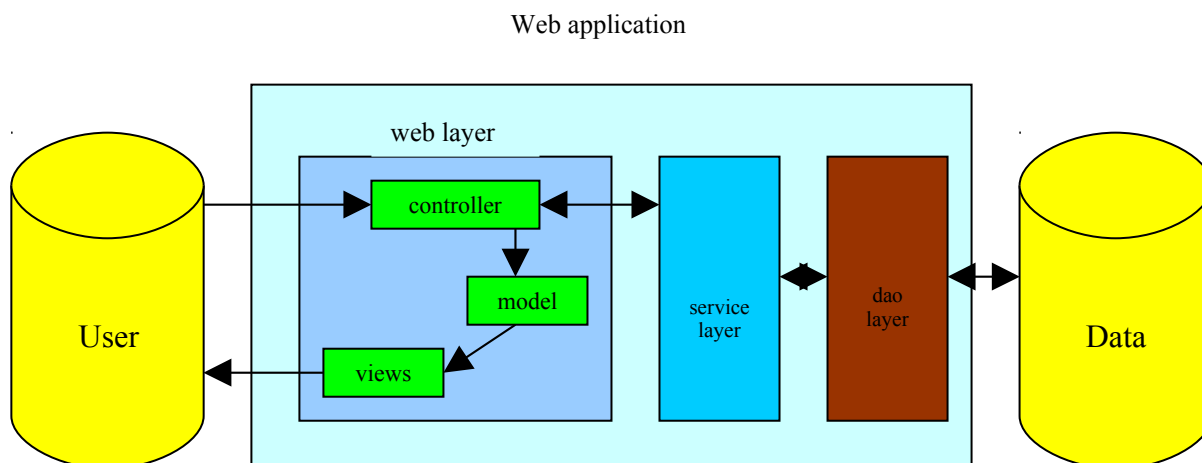 Web application
web layer
controller
model
views
User
service
layer
dao
layer
Data